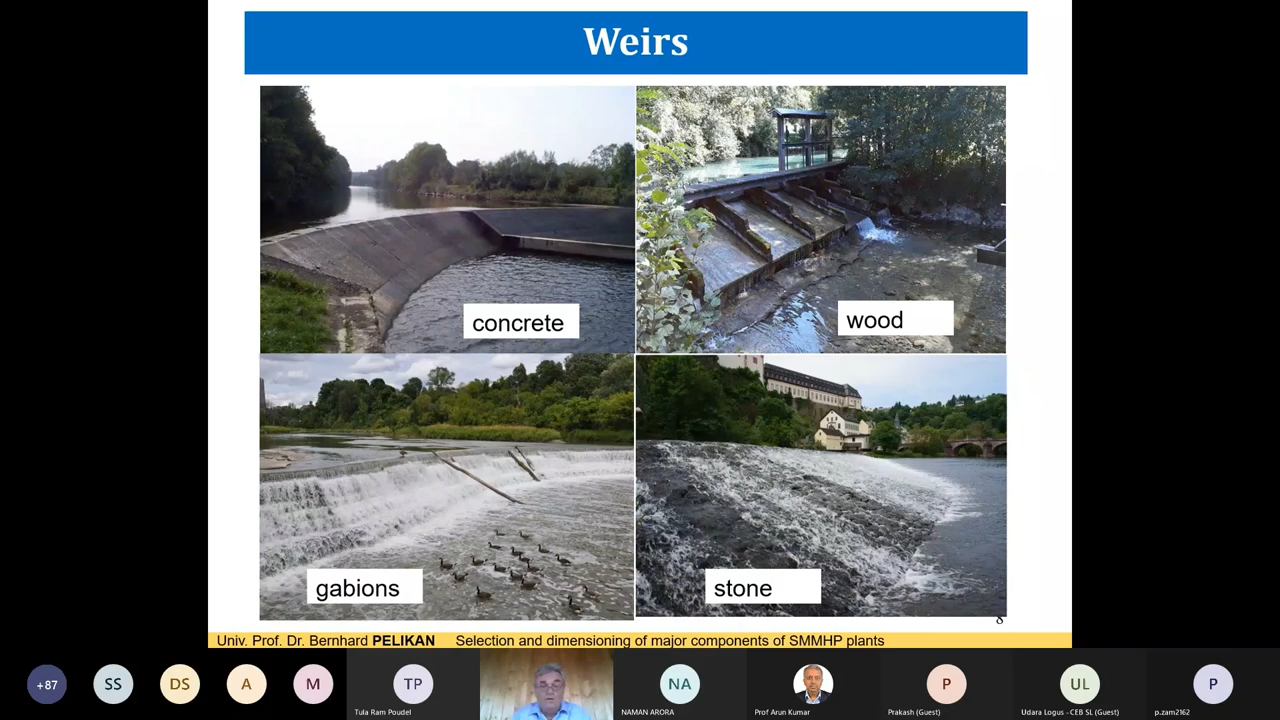 Weirs
concrete
wood
gabions
stone
8
Univ. Prof. Dr. Bernhard PELIKAN Selection and dimensioning of major components of SMMHP plants
+87
SS
DS
A
M
TP
NA
P
UL
P
Tula Ram Poudel
NAMAN ARORA
Prof Arun Kumar
Prakash (Guest)
Udara Logus - CEB SL (Guest)
p.zam2162